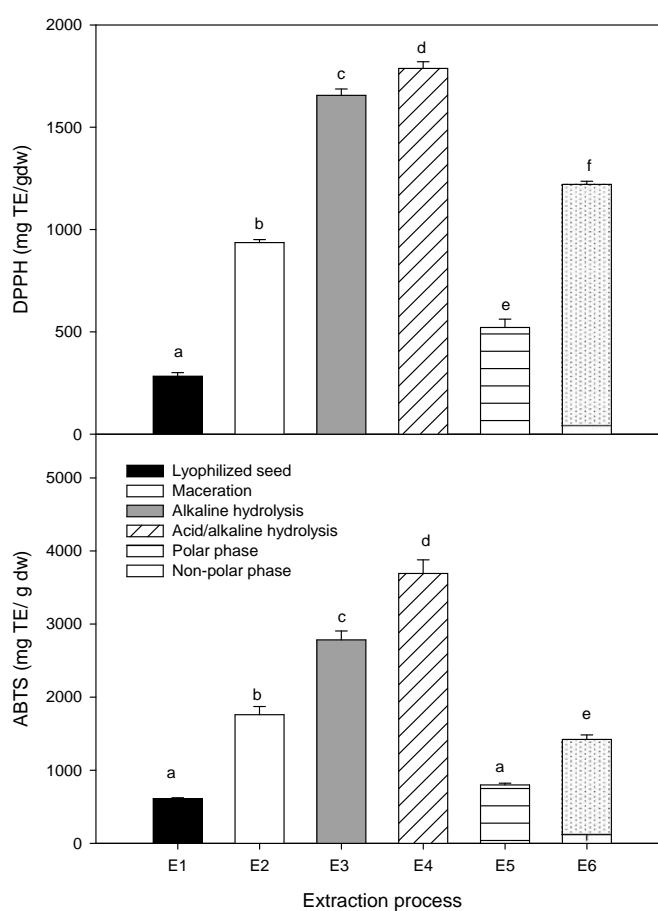 2000
1500
1000
500
0
DPPH (mg TE/gdw)
a
b
c
d
e
f
5000
4000
3000
2000
1000
0
ABTS (mg TE/ g dw)
Lyophilized seed
Maceration
Alkaline hydrolysis
Acid/alkaline hydrolysis
Polar phase
Non-polar phase
a
b
c
d
a
e
E1 E2 E3 E4 E5 E6
Extraction process